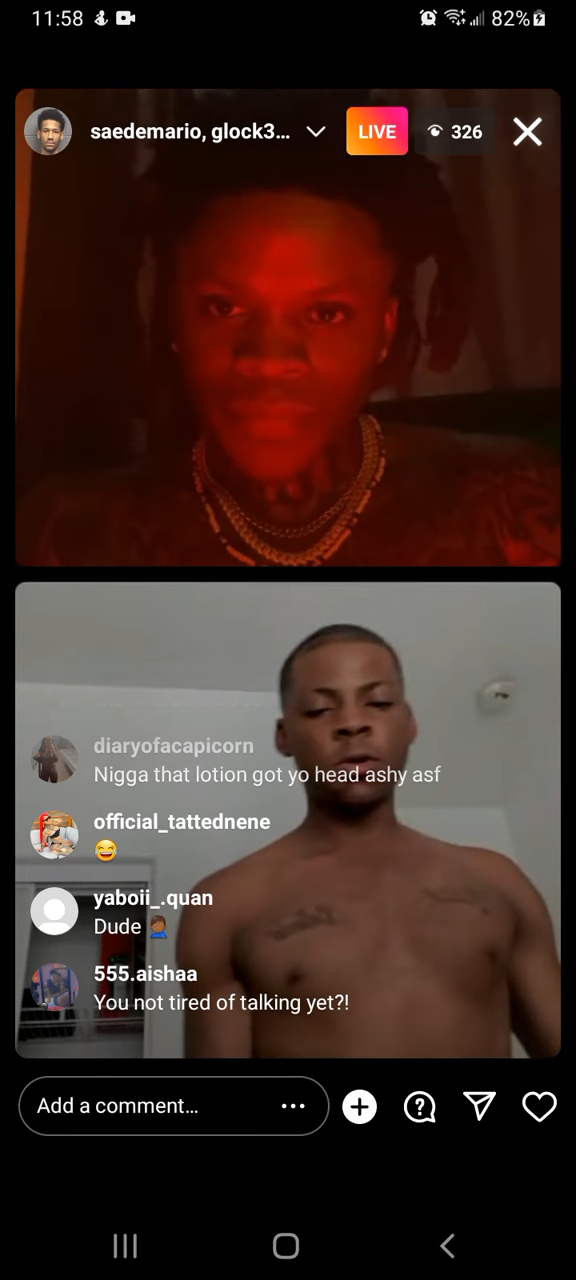 11:58
82%
saedemario, glock3...
LIVE
326
diaryofacapicorn
Nigga that lotion got yo head ashy asf
official_tattednene
😂
yaboii_.quan
Dude 🤦🏾‍♂️
555.aishaa
You not tired of talking yet?!
Add a comment...